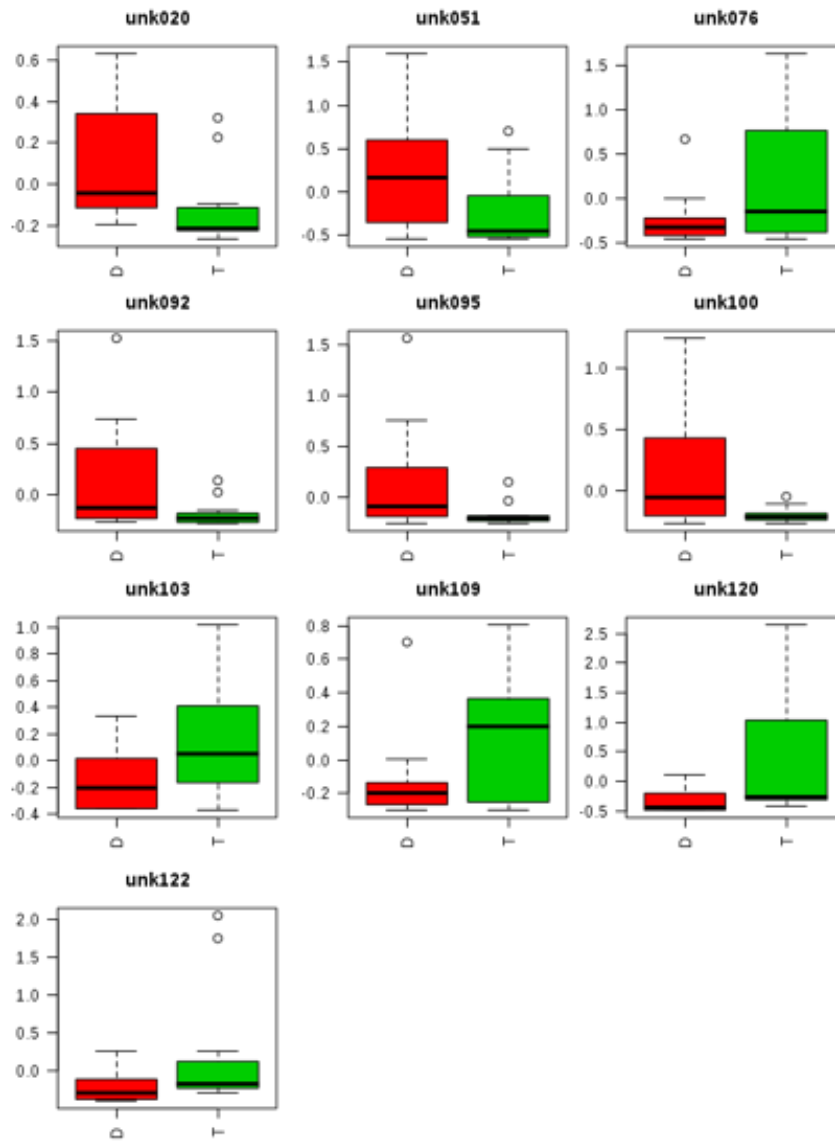 unk020 unk051 unk076
0.6 1.5 1.5
0.4 1.0 1.0
0.2 0.5 0.5
0.0 0.0 0.0
-0.2 -0.5 -0.5
D T D T D T
unk092 unk095 unk100
1.5 1.5 1.0
1.0 1.0 0.5
0.5 0.5 0.0
0.0 0.0
D T D T D T
unk103 unk109 unk120
1.0 0.8 2.5
0.8 0.6 2.0
0.6 0.4 1.5
0.4 0.2 1.0
0.2 0.0 0.5
0.0 -0.2 0.0
-0.2 -0.5
-0.4
D T D T D T
unk122
2.0
1.5
1.0
0.5
0.0
D T